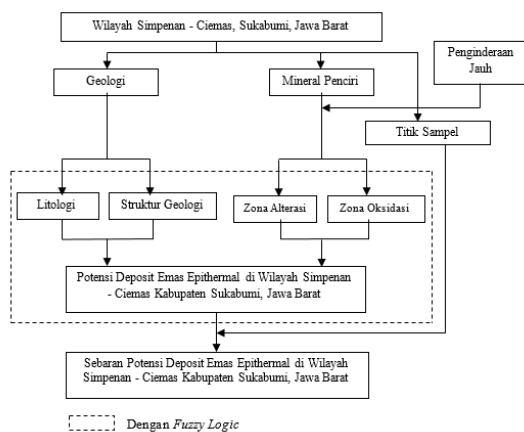 Wilayah Simpenan - Ciemas, Sukabumi, Jawa Barat
Penginderaan
Jauh
Geologi
Mineral Penciri
Titik Sampel
Litologi
Struktur Geologi
Zona Alterasi
Zona Oksidasi
Potensi Deposit Emas Epithermal di Wilayah Simpenan
- Ciemas Kabupaten Sukabumi, Jawa Barat
Sebaran Potensi Deposit Emas Epithermal di Wilayah
Simpenan - Ciemas Kabupaten Sukabumi, Jawa Barat
Dengan Fuzzy Logic